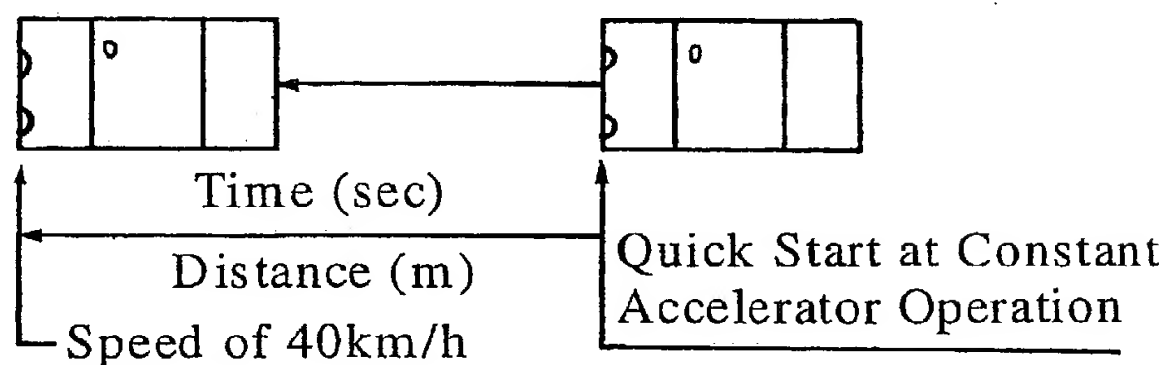 Time (sec)
Distance (m)
Quick Start at Constant
Accelerator Operation
Speed of 40km/h